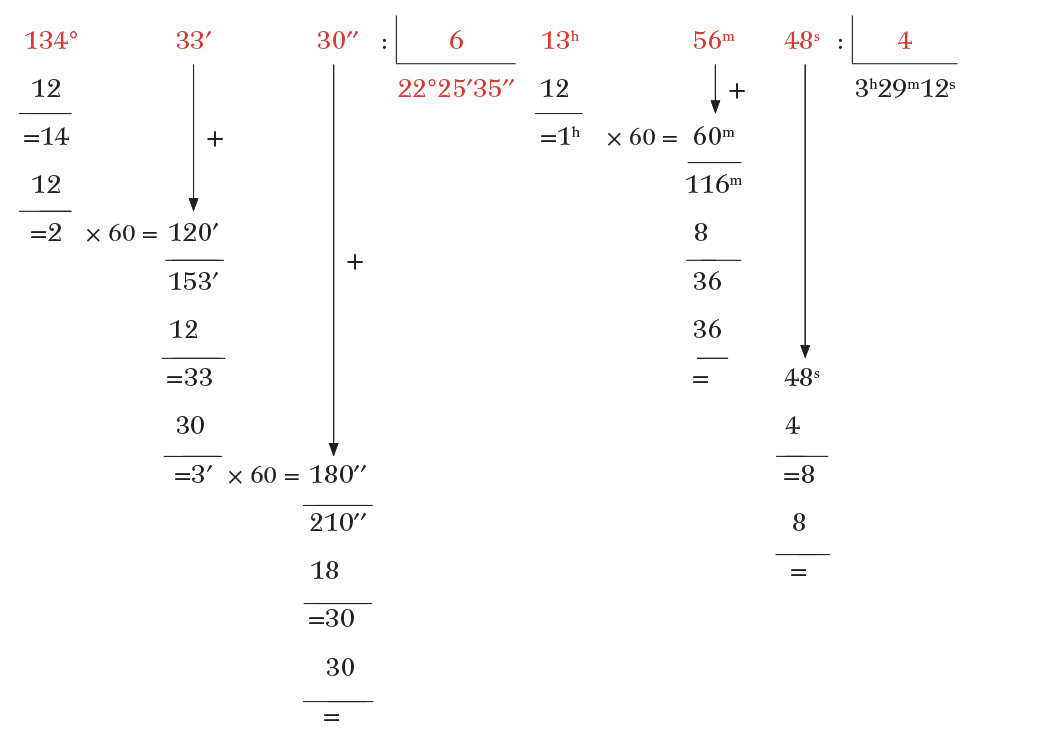 134° 33′ 30′′ : 6 13ʰ 56ᵐ 48ˢ : 4
12 22°25′35′′ 12 + 3ʰ29ᵐ12ˢ
=14 + =1ʰ × 60 = 60ᵐ
12 116ᵐ
=2 × 60 = 120′ 8
+
153′ 36
12 36
=33 = 48ˢ
30 4
=3′ × 60 = 180′′ =8
210′′ 8
18 =
=30
30
=